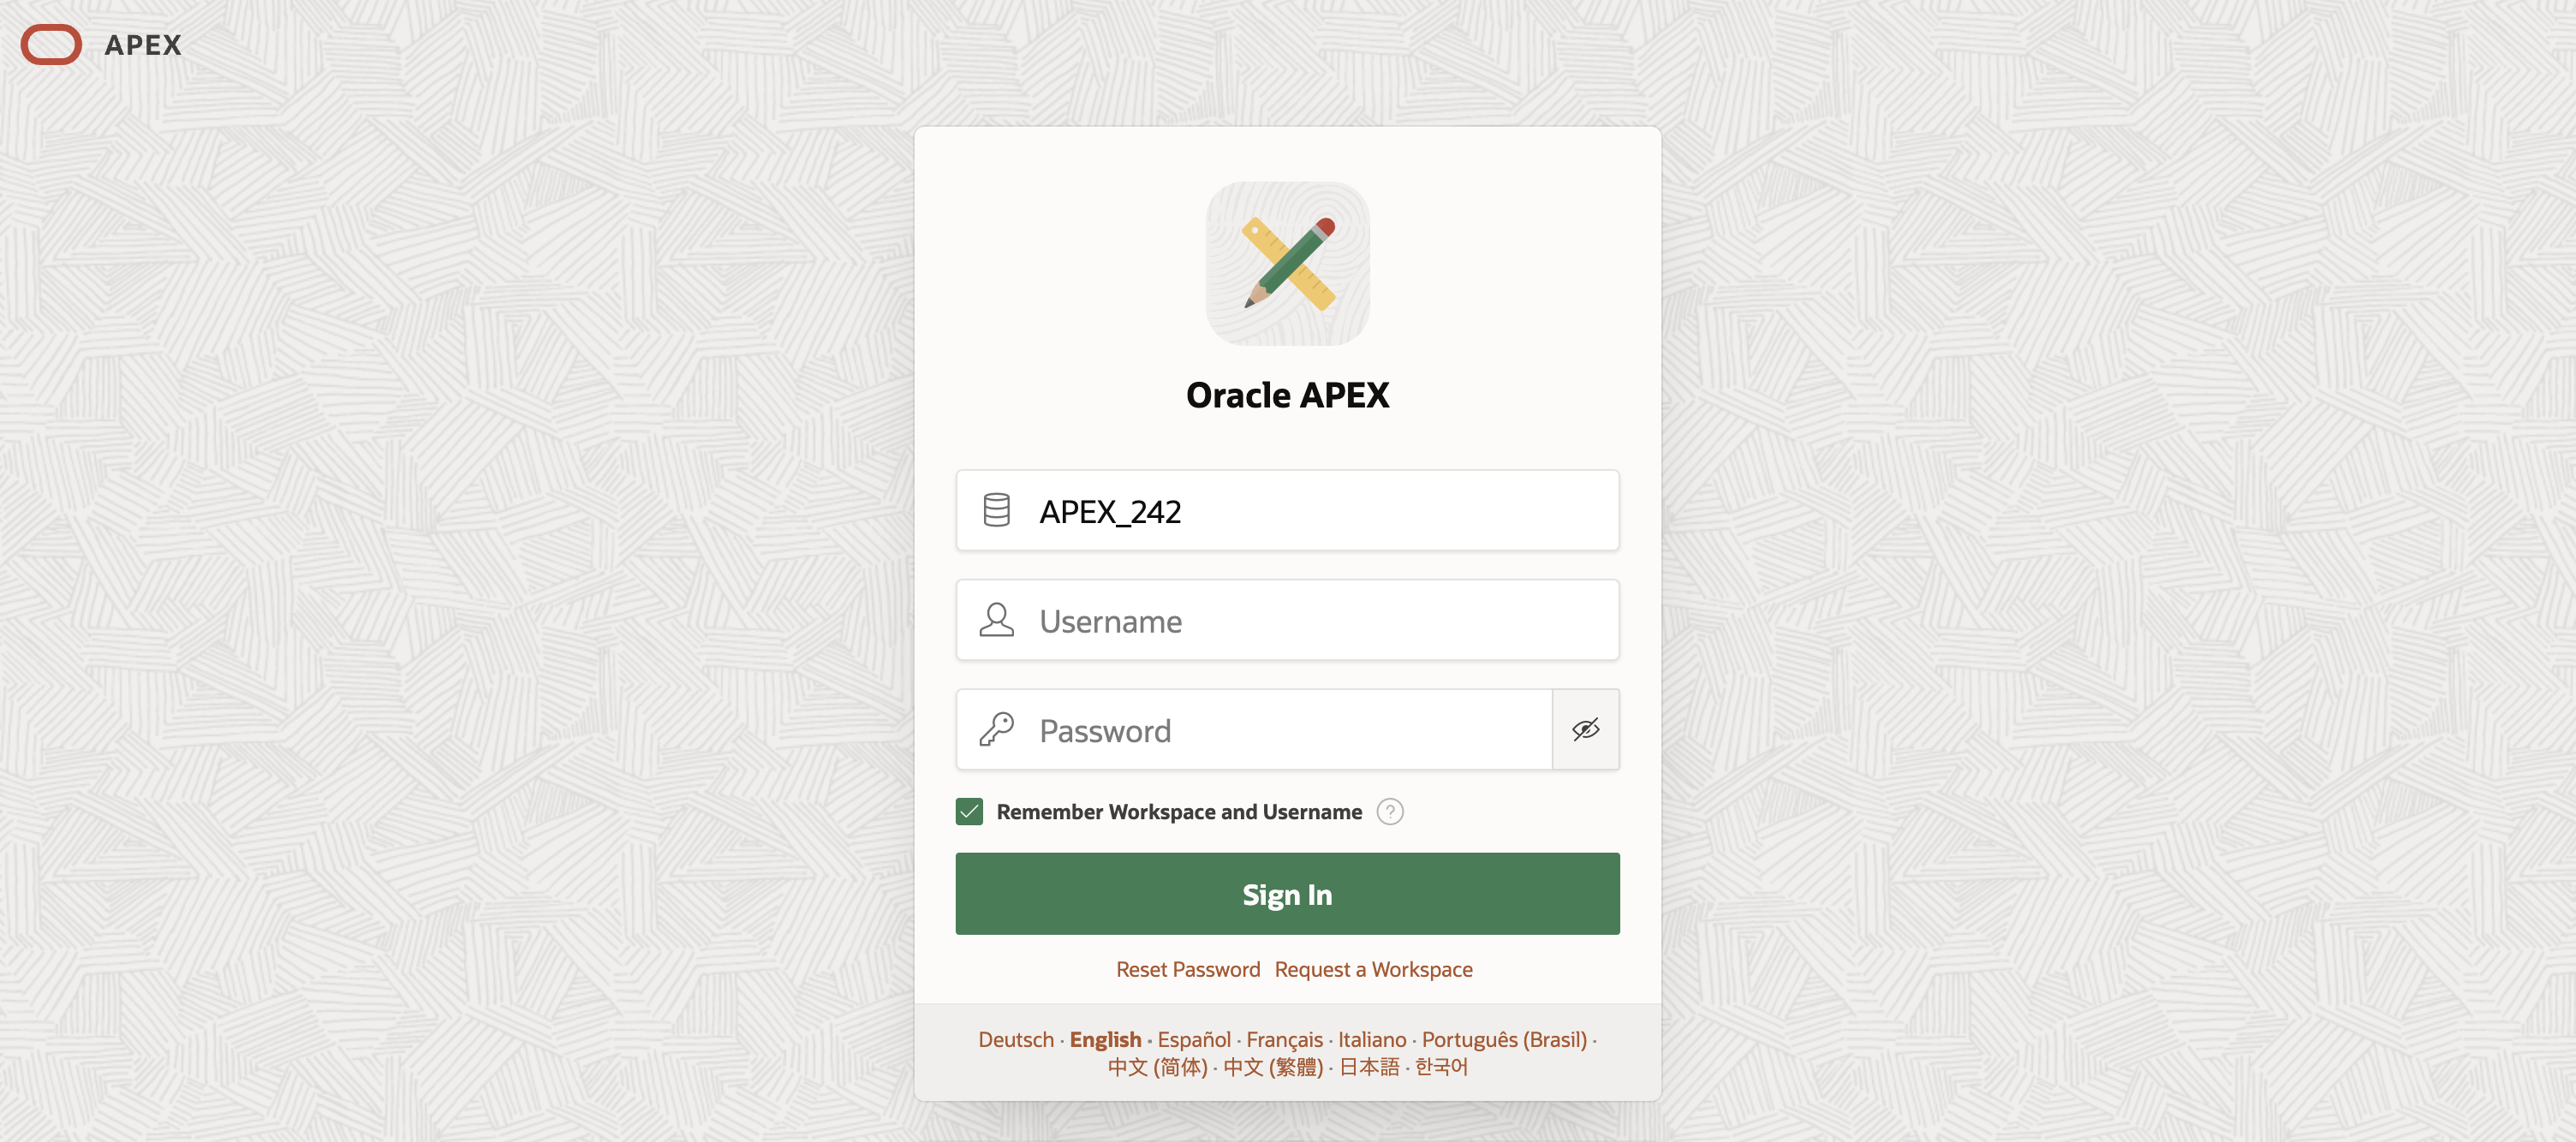 APEX
Oracle APEX
APEX_242
Username
Password
Remember Workspace and Username ?
Sign In
Reset Password Request a Workspace
Deutsch · English · Español · Français · Italiano · Português (Brasil) ·
中文 (简体) · 中文 (繁體) · 日本語 · 한국어